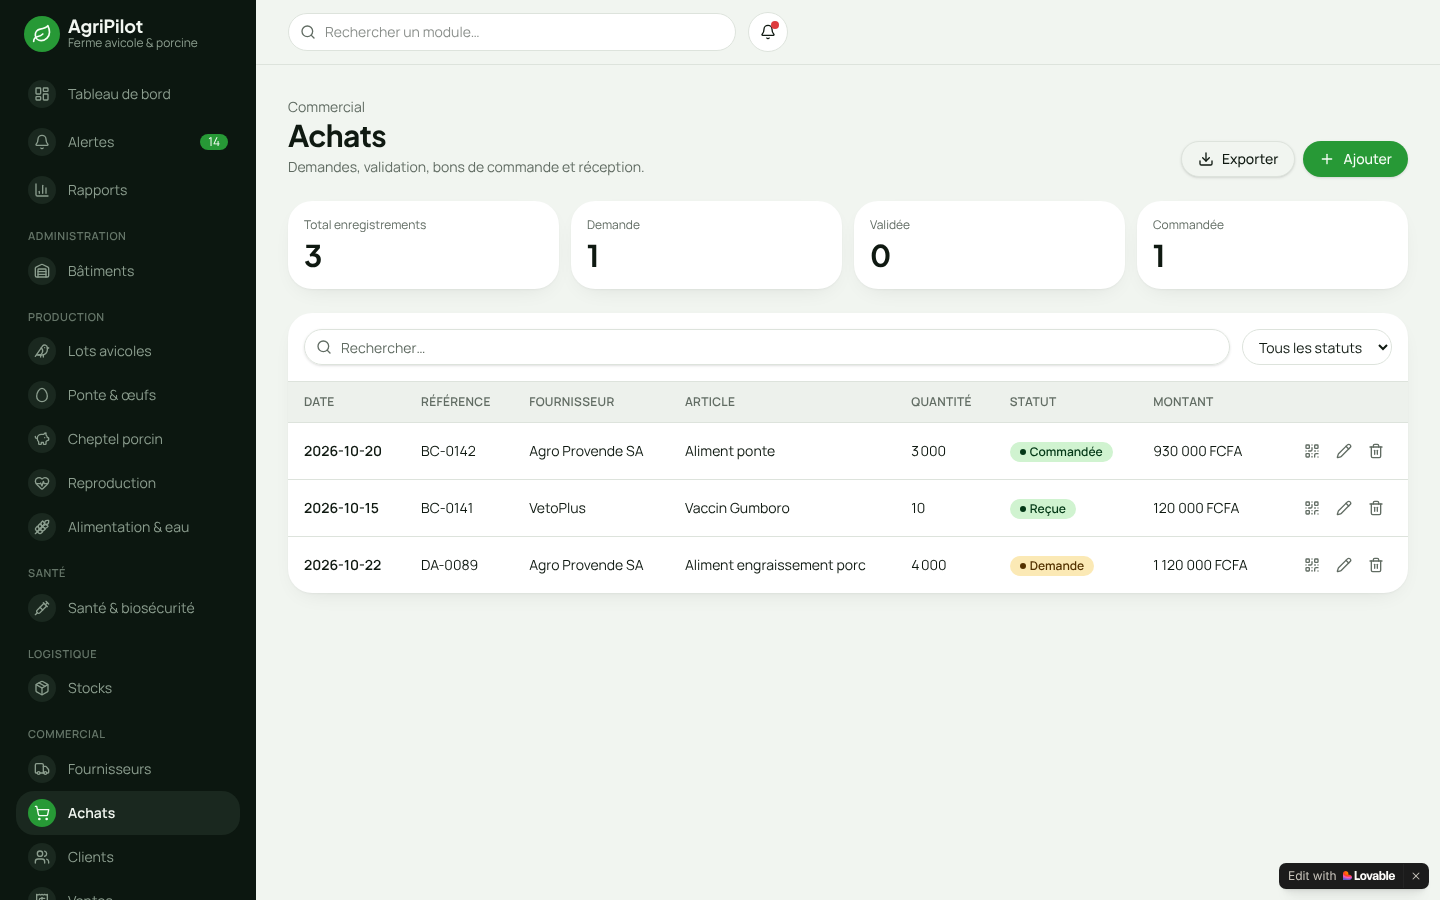 AgriPilot
Ferme avicole & porcine
Tableau de bord
Alertes 14
Rapports
ADMINISTRATION
Bâtiments
PRODUCTION
Lots avicoles
Ponte & œufs
Cheptel porcin
Reproduction
Alimentation & eau
SANTÉ
Santé & biosécurité
LOGISTIQUE
Stocks
COMMERCIAL
Fournisseurs
Achats
Clients
Ventes
Rechercher un module...
Commercial
Achats
Demandes, validation, bons de commande et réception.
Exporter
Ajouter
Total enregistrements
3
Demande
1
Validée
0
Commandée
1
Rechercher...
Tous les statuts
DATE RÉFÉRENCE FOURNISSEUR ARTICLE QUANTITÉ STATUT MONTANT
2026-10-20 BC-0142 Agro Provende SA Aliment ponte 3 000 Commandée 930 000 FCFA
2026-10-15 BC-0141 VetoPlus Vaccin Gumboro 10 Reçue 120 000 FCFA
2026-10-22 DA-0089 Agro Provende SA Aliment engraissement porc 4 000 Demande 1 120 000 FCFA
Edit with Lovable